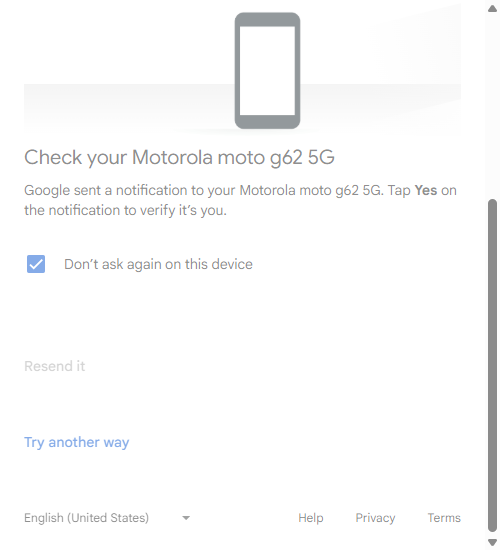 Check your Motorola moto g62 5G
Google sent a notification to your Motorola moto g62 5G. Tap Yes on
the notification to verify it’s you.
Don’t ask again on this device
Resend it
Try another way
English (United States)
Help Privacy Terms